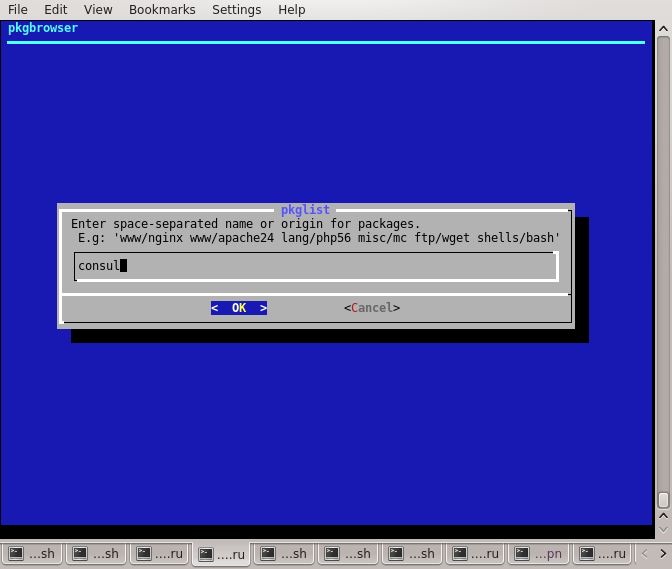 File Edit View Bookmarks Settings Help
pkgbrowser
pkglist
Enter space-separated name or origin for packages.
E.g: 'www/nginx www/apache24 lang/php56 misc/mc ftp/wget shells/bash'
consul
< OK > <Cancel>
...sh ...sh ....ru ....ru ...sh ...sh ...sh ....ru ...pn ....ru